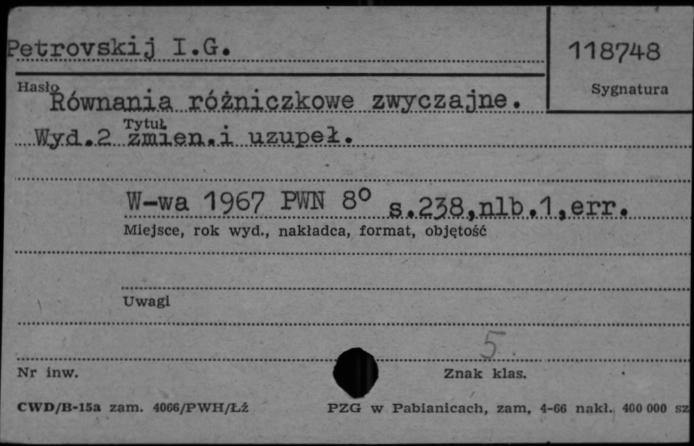 Petrovskij I.G.
118748
Sygnatura
Hasło
Równania różniczkowe zwyczajne.
Tytuł
Wyd.2 zmien.i uzupeł.
W-wa 1967 PWN 8° s.238,nlb.1,err.
Miejsce, rok wyd., nakładca, format, objętość
Uwagi
5.
Nr inw.
Znak klas.
CWD/B-15a zam. 4066/PWH/Łź
PZG w Pabianicach, zam, 4-66 nakł. 400 000 sz